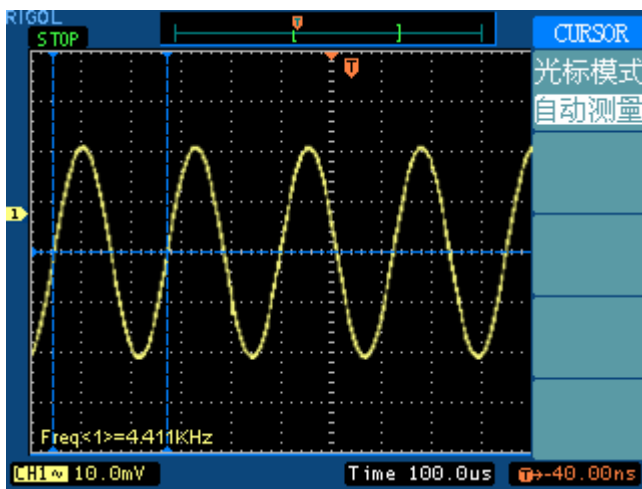 RIGOL
STOP
T
CURSOR
光标模式
自动测量
T
1
Freq<1>=4.411KHz
CH1~ 10.0mV
Time 100.0us
T→-40.00ns